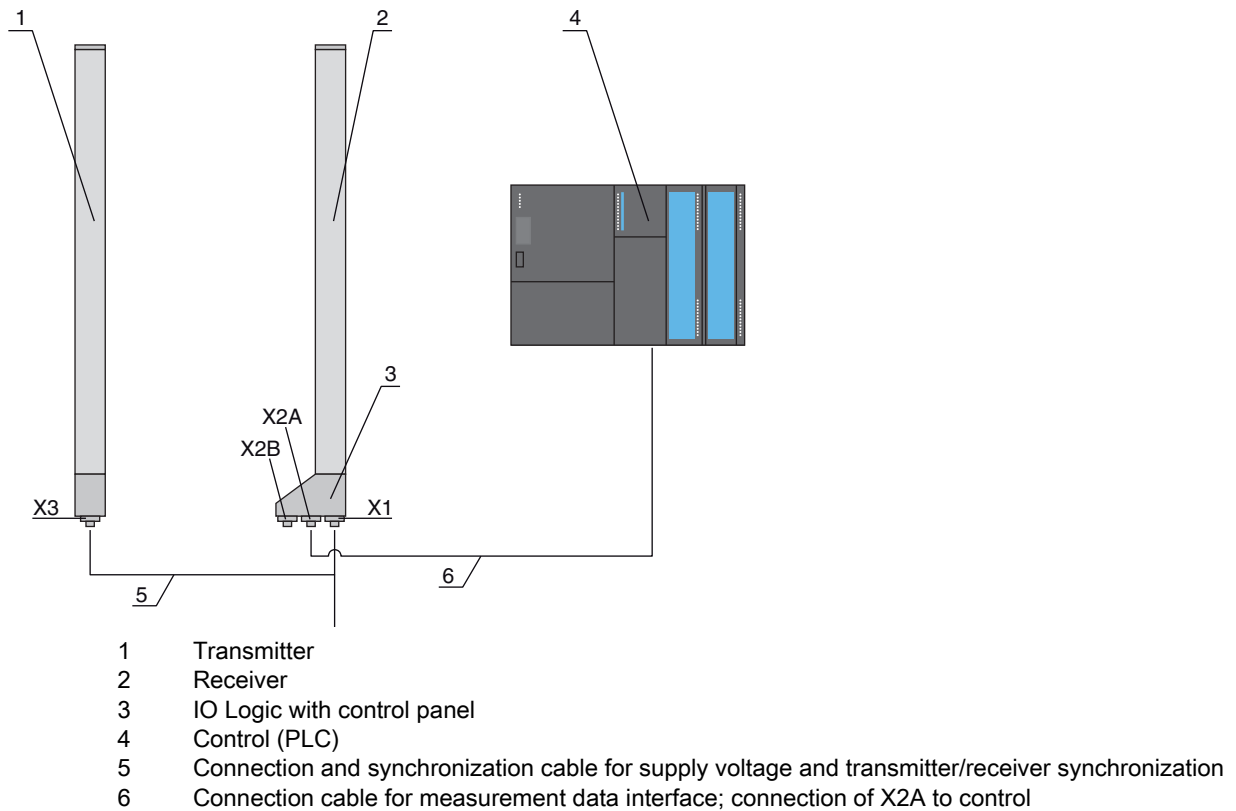 1
2
4
3
X2A
X2B
X3
X1
5
6
1 Transmitter
2 Receiver
3 IO Logic with control panel
4 Control (PLC)
5 Connection and synchronization cable for supply voltage and transmitter/receiver synchronization
6 Connection cable for measurement data interface; connection of X2A to control